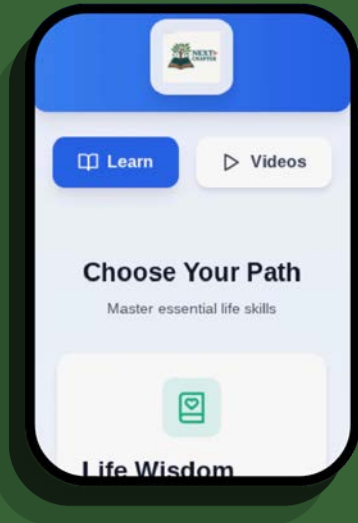 NEXT
CHAPTER
Learn
Videos
Choose Your Path
Master essential life skills
Life Wisdom